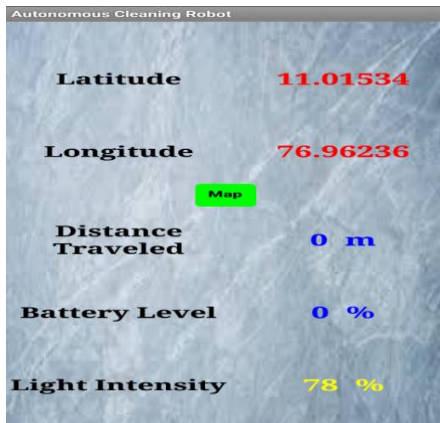 Autonomous Cleaning Robot
Latitude 11.01534
Longitude 76.96236
Map
Distance
Traveled 0 m
Battery Level 0 %
Light Intensity 78 %